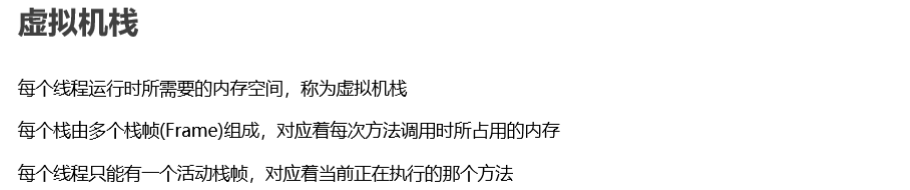 虚拟机栈
每个线程运行时所需要的内存空间，称为虚拟机栈
每个栈由多个栈帧(Frame)组成，对应着每次方法调用时所占用的内存
每个线程只能有一个活动栈帧，对应着当前正在执行的那个方法